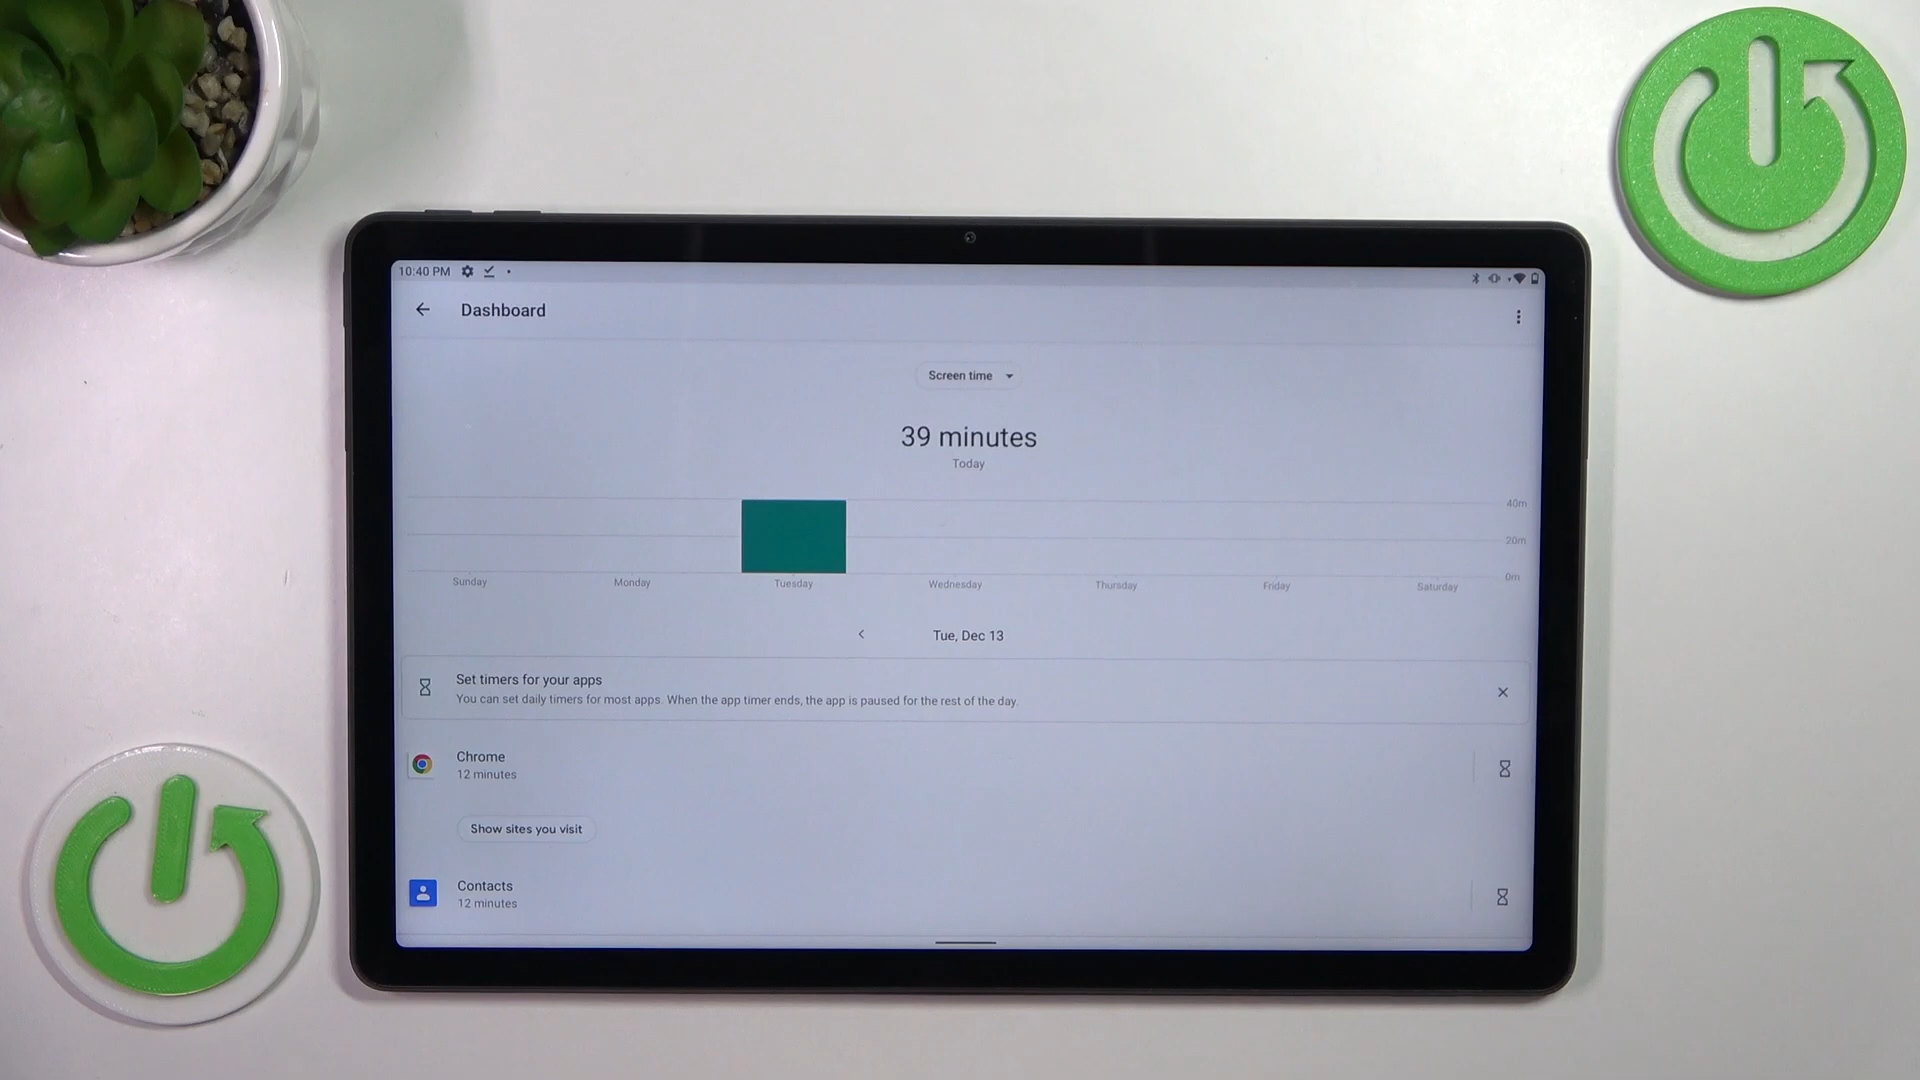 10:40 PM
Dashboard
Screen time
39 minutes
Today
40m
20m
0m
Sunday Monday Tuesday Wednesday Thursday Friday Saturday
Tue, Dec 13
Set timers for your apps
You can set daily timers for most apps. When the app timer ends, the app is paused for the rest of the day.
Chrome
12 minutes
Show sites you visit
Contacts
12 minutes